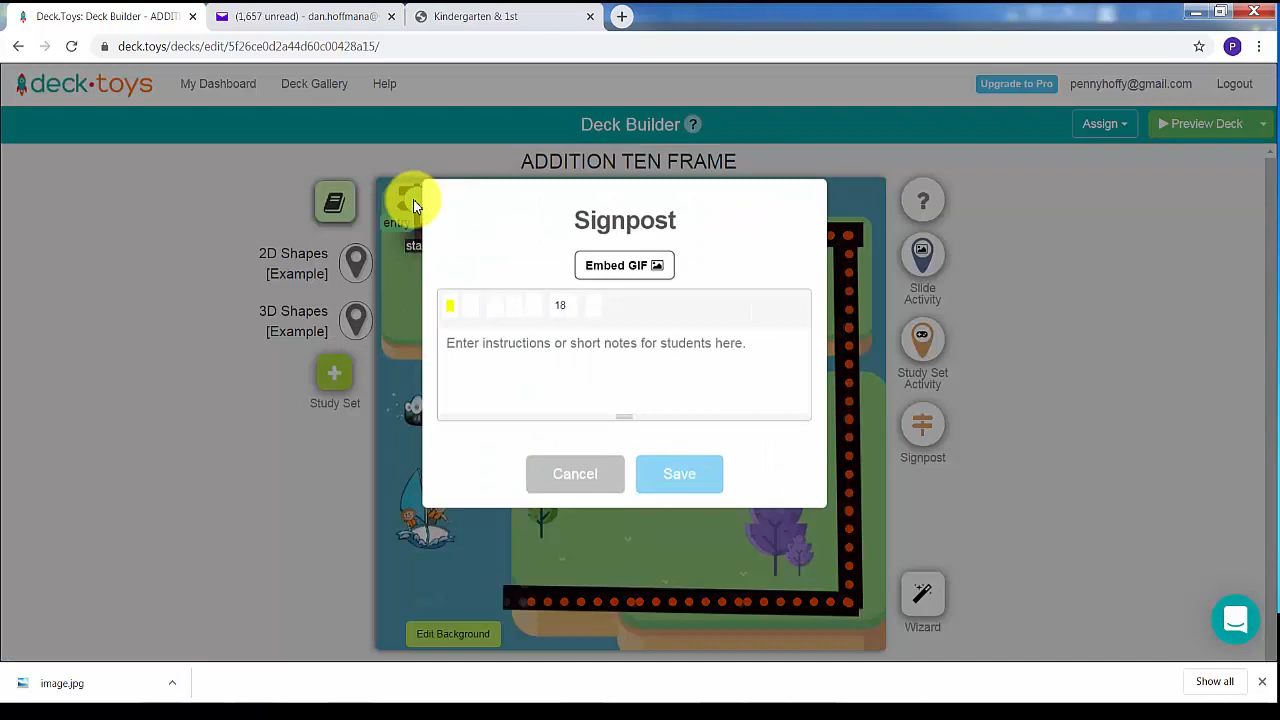 Deck.Toys: Deck Builder - ADDITI
(1,657 unread) - dan.hoffmana@
Kindergarten & 1st
deck.toys/decks/edit/5f26ce0d2a44d60c00428a15/
deck•toys
My Dashboard
Deck Gallery
Help
Upgrade to Pro
pennyhoffy@gmail.com
Logout
Deck Builder ?
Assign
Preview Deck
ADDITION TEN FRAME
entry
sta
2D Shapes
[Example]
3D Shapes
[Example]
Study Set
Signpost
Embed GIF
18
Enter instructions or short notes for students here.
Cancel
Save
Edit Background
?
Slide
Activity
Study Set
Activity
Signpost
Wizard
image.jpg
Show all
P